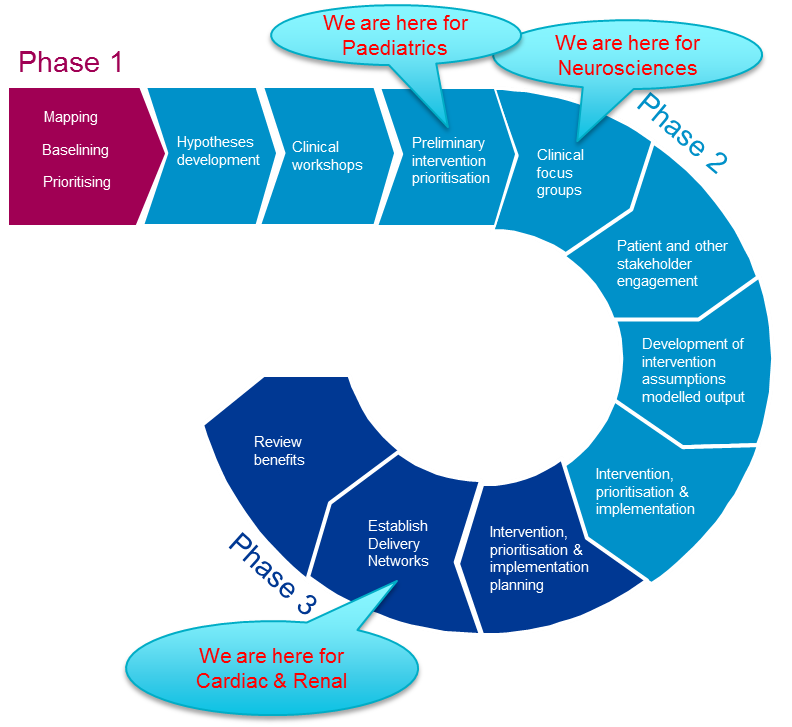 We are here for
Paediatrics
We are here for
Neurosciences
Phase 1
Phase 2
Mapping
Baselining
Prioritising
Hypotheses
development
Clinical
workshops
Preliminary
intervention
prioritisation
Clinical
focus
groups
Patient and other
stakeholder
engagement
Development of
intervention
assumptions
modelled output
Intervention,
prioritisation &
implementation
Intervention,
prioritisation &
implementation
planning
Establish
Delivery
Networks
Review
benefits
Phase 3
We are here for
Cardiac & Renal